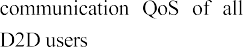 communication QoS of all
D2D users